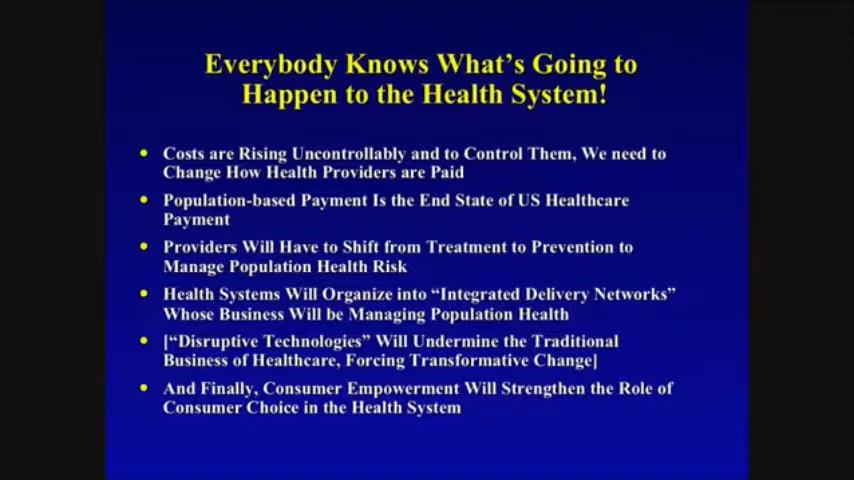 Everybody Knows What's Going to
Happen to the Health System!
• Costs are Rising Uncontrollably and to Control Them, We need to
Change How Health Providers are Paid
• Population-based Payment Is the End State of US Healthcare
Payment
• Providers Will Have to Shift from Treatment to Prevention to
Manage Population Health Risk
• Health Systems Will Organize into “Integrated Delivery Networks”
Whose Business Will be Managing Population Health
• [“Disruptive Technologies” Will Undermine the Traditional
Business of Healthcare, Forcing Transformative Change]
• And Finally, Consumer Empowerment Will Strengthen the Role of
Consumer Choice in the Health System